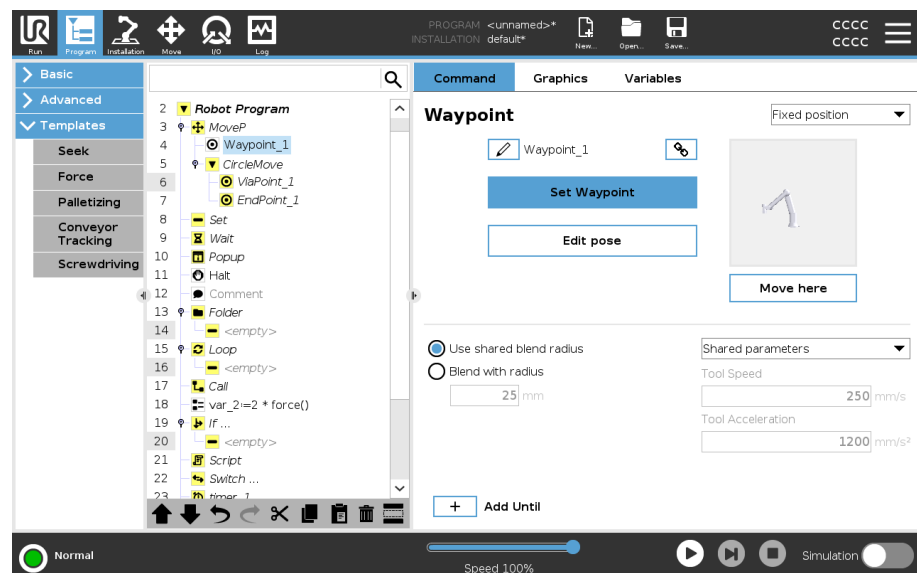 PROGRAM <unnamed>*
INSTALLATION default*
CCCC
CCCC
Run
Program
Installation
Move
I/O
Log
New...
Open...
Save...
Basic
Advanced
Templates
Seek
Force
Palletizing
Conveyor
Tracking
Screwdriving
2 Robot Program
3 MoveP
4 Waypoint_1
5 CircleMove
6 ViaPoint_1
7 EndPoint_1
8 Set
9 Wait
10 Popup
11 Halt
12 Comment
13 Folder
14 <empty>
15 Loop
16 <empty>
17 Call
18 var_2:=2 * force()
19 If ...
20 <empty>
21 Script
22 Switch ...
23 timer_1
Command
Graphics
Variables
Waypoint
Fixed position
Waypoint_1
Set Waypoint
Edit pose
Move here
Use shared blend radius
Blend with radius
25 mm
Shared parameters
Tool Speed
250 mm/s
Tool Acceleration
1200 mm/s²
+ Add Until
Normal
Speed 100%
Simulation